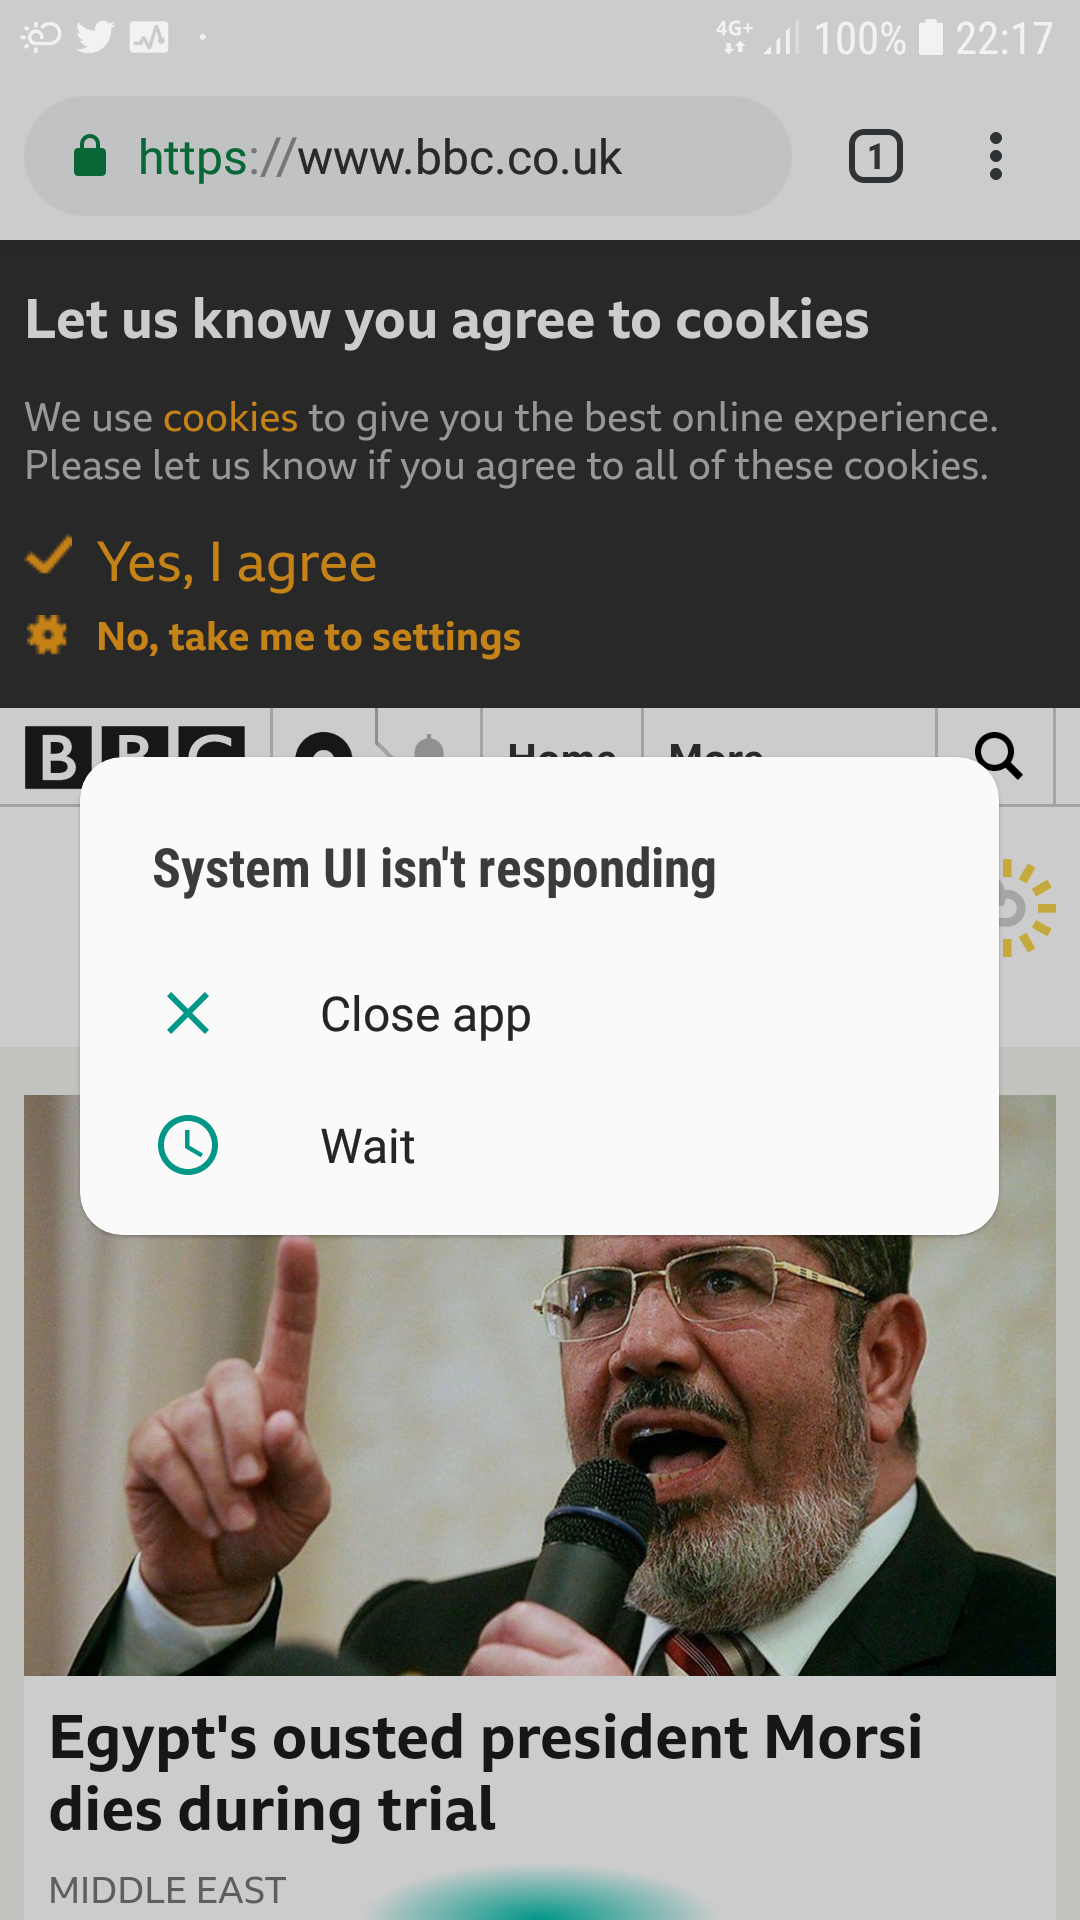 4G+ 100% 22:17
https://www.bbc.co.uk 1
Let us know you agree to cookies
We use cookies to give you the best online experience.
Please let us know if you agree to all of these cookies.
Yes, I agree
No, take me to settings
BBC Home More
System UI isn't responding
Close app
Wait
Egypt's ousted president Morsi
dies during trial
MIDDLE EAST